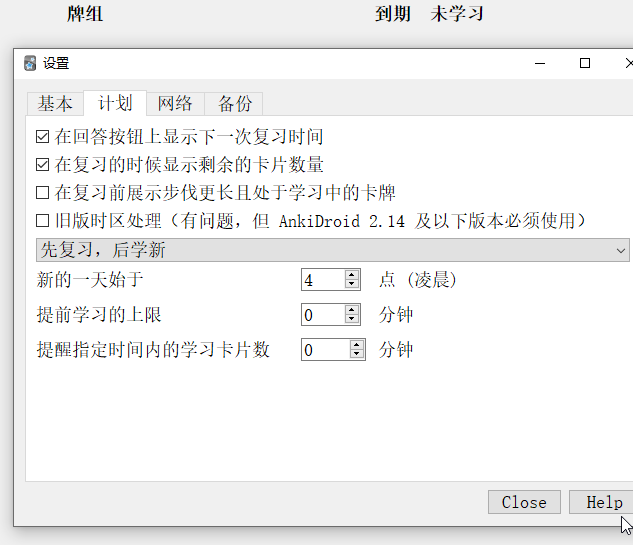 牌组 到期 未学习
设置
基本 计划 网络 备份
在回答按钮上显示下一次复习时间
在复习的时候显示剩余的卡片数量
在复习前展示步伐更长且处于学习中的卡牌
旧版时区处理（有问题，但 AnkiDroid 2.14 及以下版本必须使用）
先复习，后学新
新的一天始于 4 点 (凌晨)
提前学习的上限 0 分钟
提醒指定时间内的学习卡片数 0 分钟
Close Help